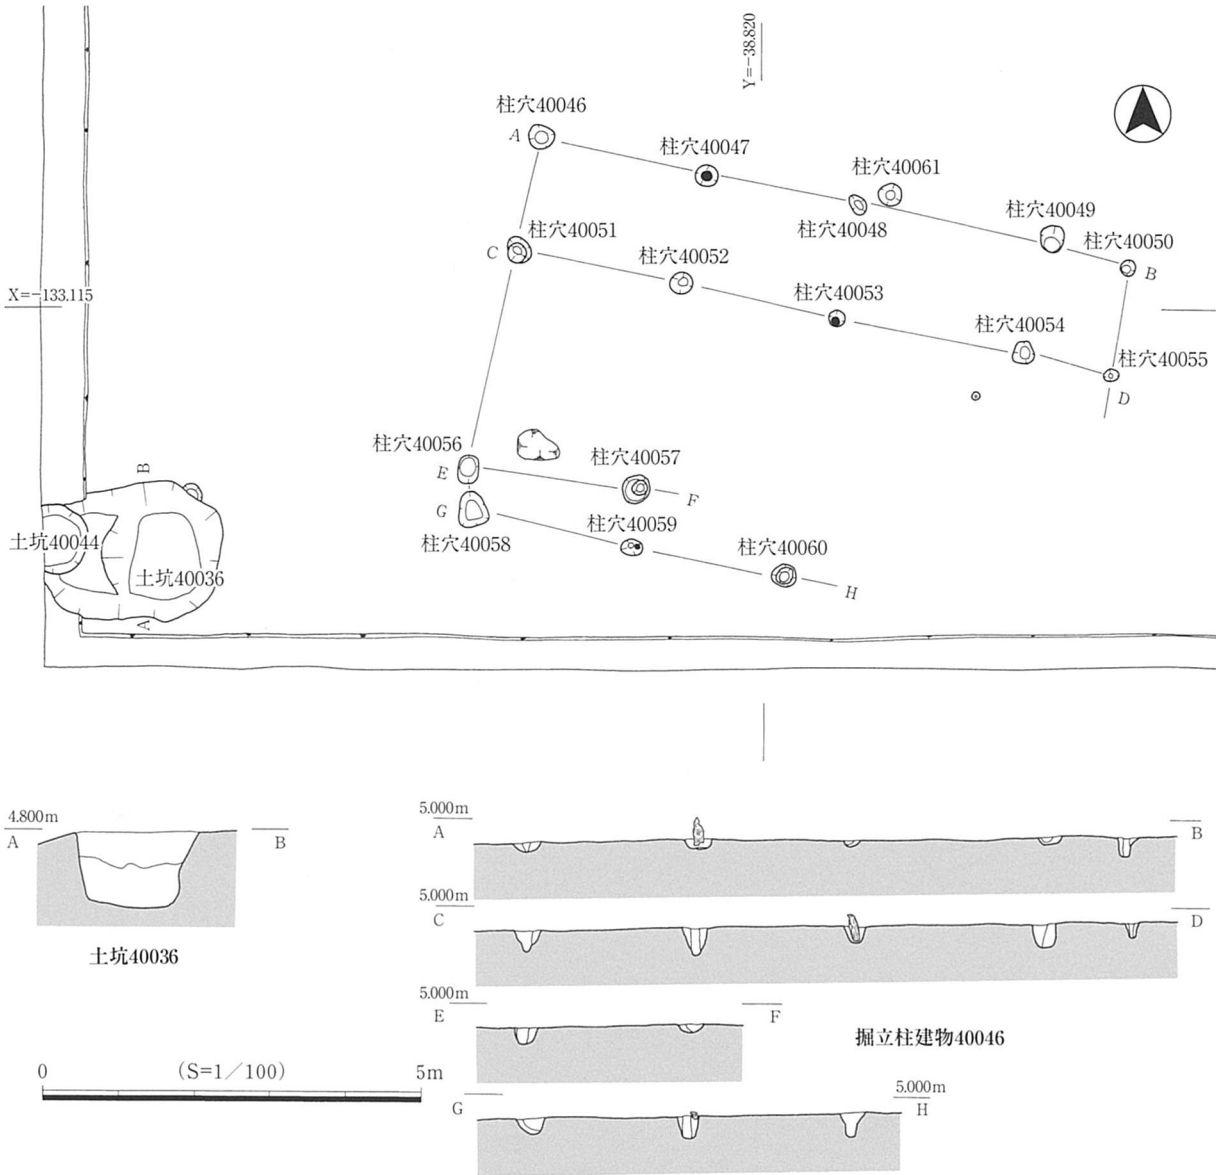 Y=-38.820
柱穴40046
A
柱穴40047
柱穴40061
柱穴40048
柱穴40049
柱穴40050
B
柱穴40051
C
柱穴40052
柱穴40053
柱穴40054
柱穴40055
D
X=-133.115
柱穴40056
E
柱穴40057
F
G
柱穴40058
柱穴40059
柱穴40060
H
B
土坑40044
土坑40036
A
4.800m
A
B
土坑40036
5.000m
A
B
5.000m
C
D
5.000m
E
F
掘立柱建物40046
G
5.000m
H
0
(S=1/100)
5m